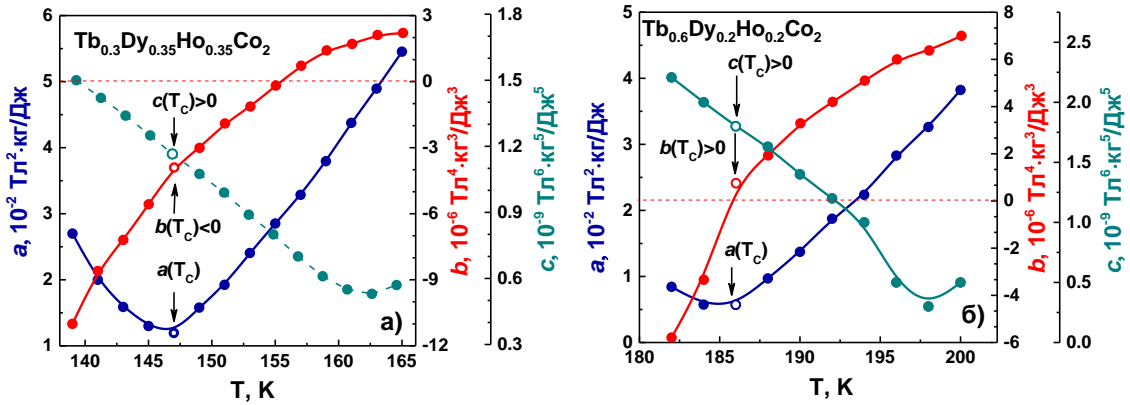 Tb0.3Dy0.35Ho0.35Co2
a, 10-2 Тл2·кг/Дж
6
5
4
3
2
1
c(TC)>0
b(TC)<0
a(TC)
а)
140 145 150 155 160 165
T, K
3
0
-3
-6
-9
-12
b, 10-6 Тл4·кг3/Дж3
1.8
1.5
1.2
0.9
0.6
0.3
c, 10-9 Тл6·кг5/Дж5
Tb0.6Dy0.2Ho0.2Co2
a, 10-2 Тл2·кг/Дж
5
4
3
2
1
0
c(TC)>0
b(TC)>0
a(TC)
б)
180 185 190 195 200
T, K
8
6
4
2
0
-2
-4
-6
b, 10-6 Тл4·кг3/Дж3
2.5
2.0
1.5
1.0
0.5
0.0
c, 10-9 Тл6·кг5/Дж5